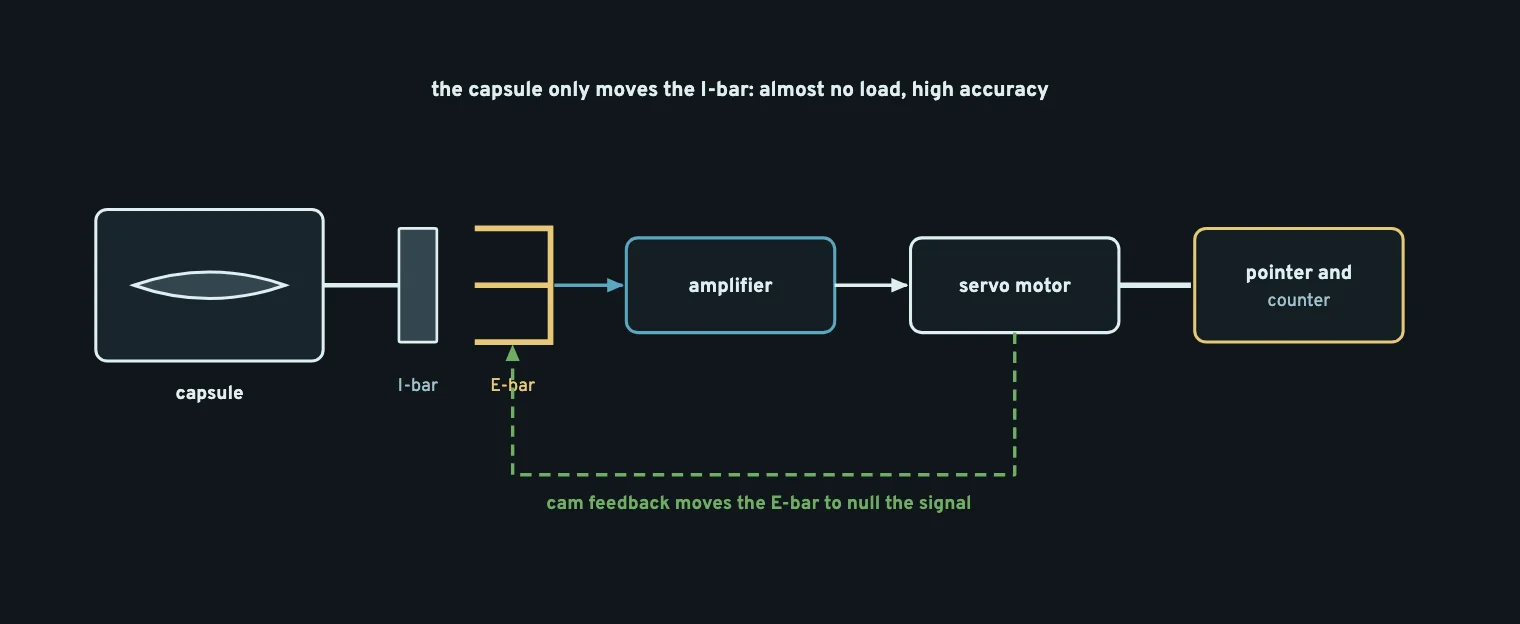 the capsule only moves the I-bar: almost no load, high accuracy
amplifier
servo motor
pointer and
counter
capsule
I-bar
E-bar
cam feedback moves the E-bar to null the signal